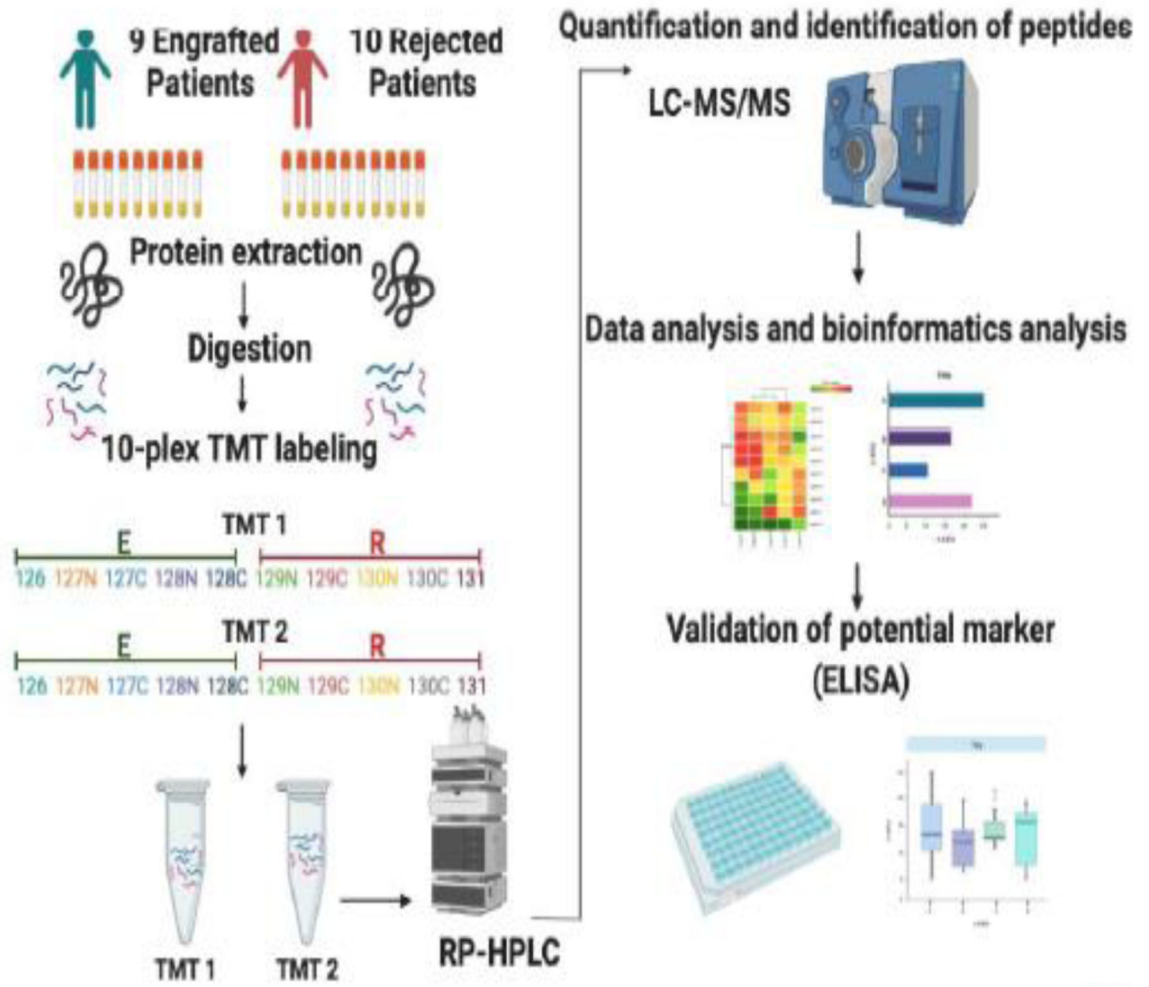 9 Engrafted
Patients
10 Rejected
Patients
Protein extraction
Digestion
10-plex TMT labeling
TMT 1
E
R
126 127N 127C 128N 128C 129N 129C 130N 130C 131
TMT 2
E
R
126 127N 127C 128N 128C 129N 129C 130N 130C 131
TMT 1
TMT 2
RP-HPLC
Quantification and identification of peptides
LC-MS/MS
Data analysis and bioinformatics analysis
Validation of potential marker
(ELISA)